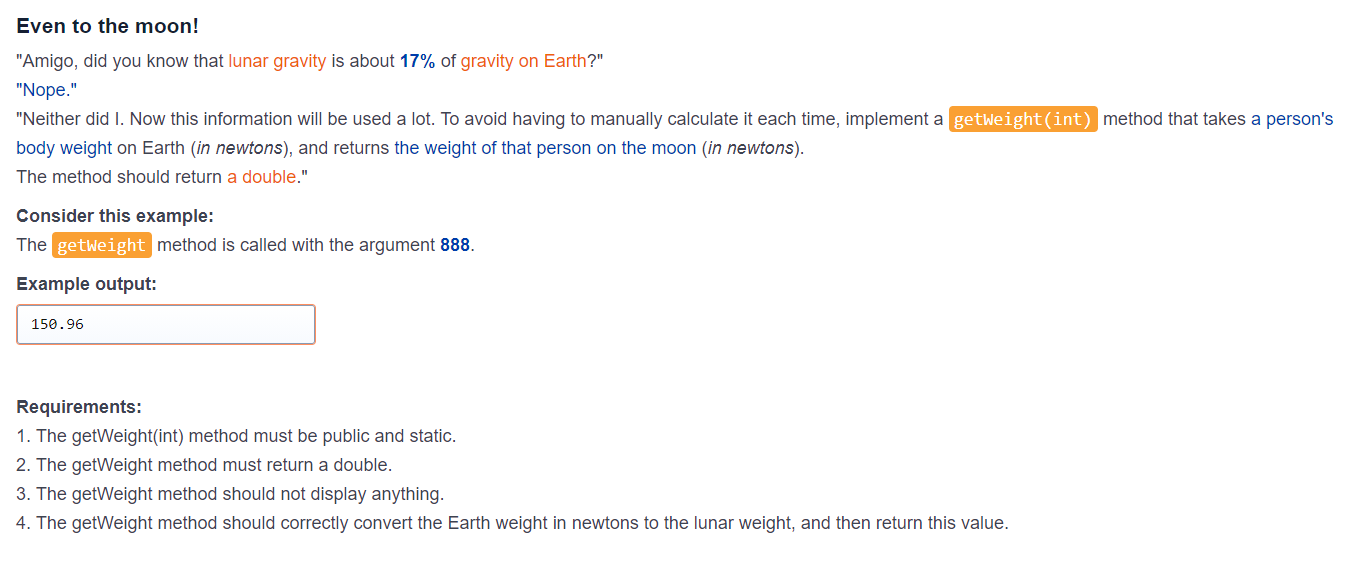 Even to the moon!
"Amigo, did you know that lunar gravity is about 17% of gravity on Earth?"
"Nope."
"Neither did I. Now this information will be used a lot. To avoid having to manually calculate it each time, implement a getWeight(int) method that takes a person's
body weight on Earth (in newtons), and returns the weight of that person on the moon (in newtons).
The method should return a double."
Consider this example:
The getWeight method is called with the argument 888.
Example output:
150.96
Requirements:
1. The getWeight(int) method must be public and static.
2. The getWeight method must return a double.
3. The getWeight method should not display anything.
4. The getWeight method should correctly convert the Earth weight in newtons to the lunar weight, and then return this value.